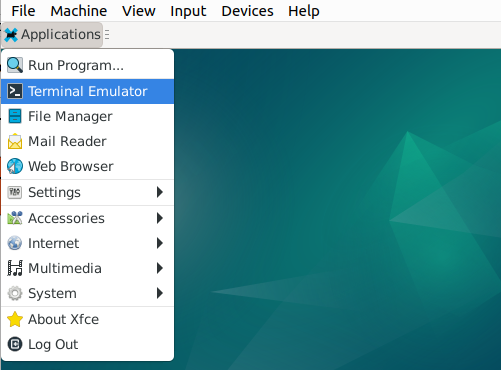 File Machine View Input Devices Help
Applications
Run Program...
Terminal Emulator
File Manager
Mail Reader
Web Browser
Settings
Accessories
Internet
Multimedia
System
About Xfce
Log Out